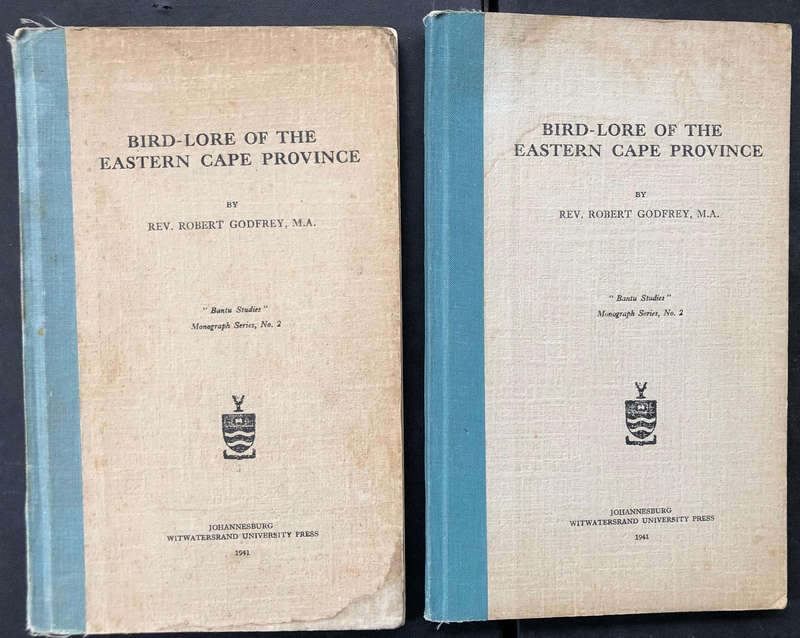 BIRD-LORE OF THE
EASTERN CAPE PROVINCE
BY
REV. ROBERT GODFREY, M.A.
"Bantu Studies"
Monograph Series, No. 2
JOHANNESBURG
WITWATERSRAND UNIVERSITY PRESS
1941
BIRD-LORE OF THE
EASTERN CAPE PROVINCE
BY
REV. ROBERT GODFREY, M.A.
"Bantu Studies"
Monograph Series, No. 2
JOHANNESBURG
WITWATERSRAND UNIVERSITY PRESS
1941